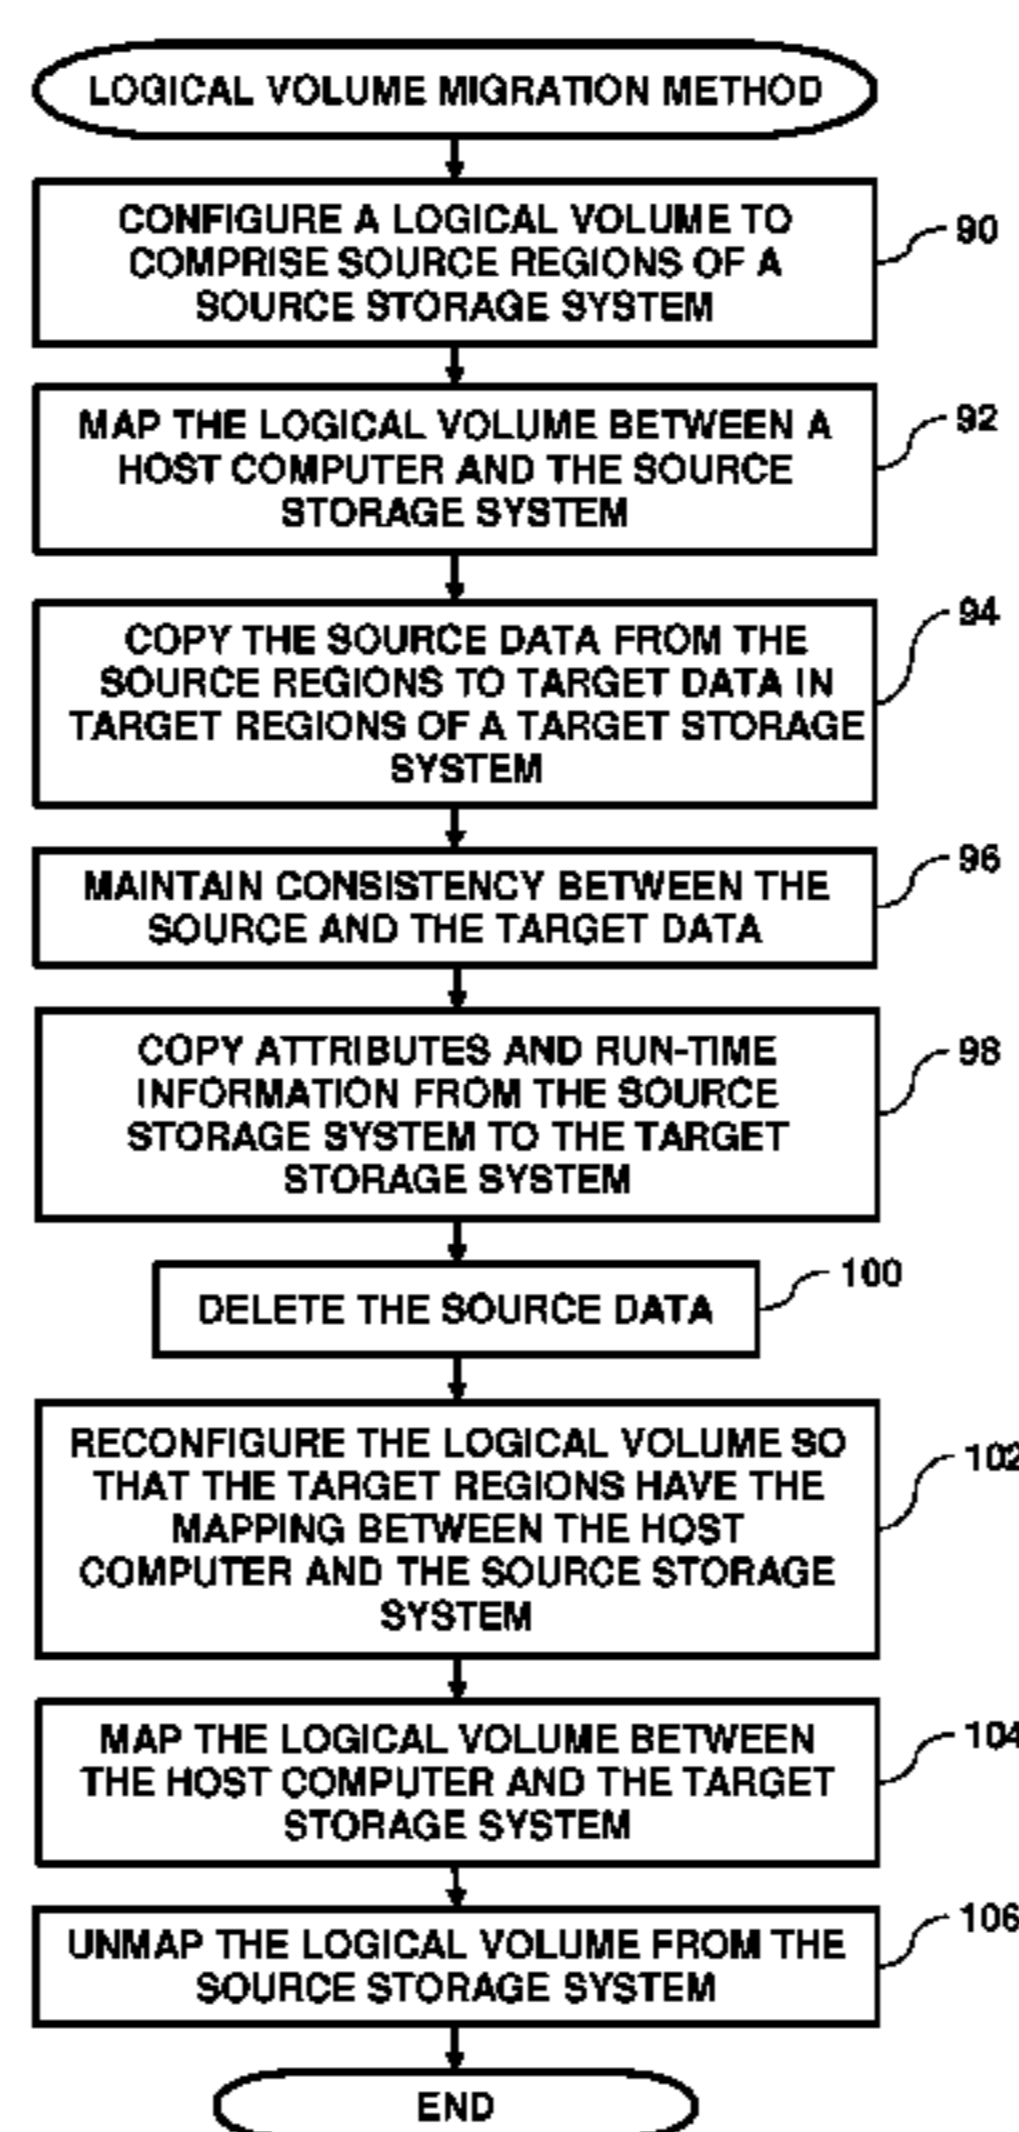 LOGICAL VOLUME MIGRATION METHOD
CONFIGURE A LOGICAL VOLUME TO
COMPRISE SOURCE REGIONS OF A
SOURCE STORAGE SYSTEM
90
MAP THE LOGICAL VOLUME BETWEEN A
HOST COMPUTER AND THE SOURCE
STORAGE SYSTEM
92
COPY THE SOURCE DATA FROM THE
SOURCE REGIONS TO TARGET DATA IN
TARGET REGIONS OF A TARGET STORAGE
SYSTEM
94
MAINTAIN CONSISTENCY BETWEEN THE
SOURCE AND THE TARGET DATA
96
COPY ATTRIBUTES AND RUN-TIME
INFORMATION FROM THE SOURCE
STORAGE SYSTEM TO THE TARGET
STORAGE SYSTEM
98
DELETE THE SOURCE DATA
100
RECONFIGURE THE LOGICAL VOLUME SO
THAT THE TARGET REGIONS HAVE THE
MAPPING BETWEEN THE HOST
COMPUTER AND THE SOURCE STORAGE
SYSTEM
102
MAP THE LOGICAL VOLUME BETWEEN
THE HOST COMPUTER AND THE TARGET
STORAGE SYSTEM
104
UNMAP THE LOGICAL VOLUME FROM THE
SOURCE STORAGE SYSTEM
106
END